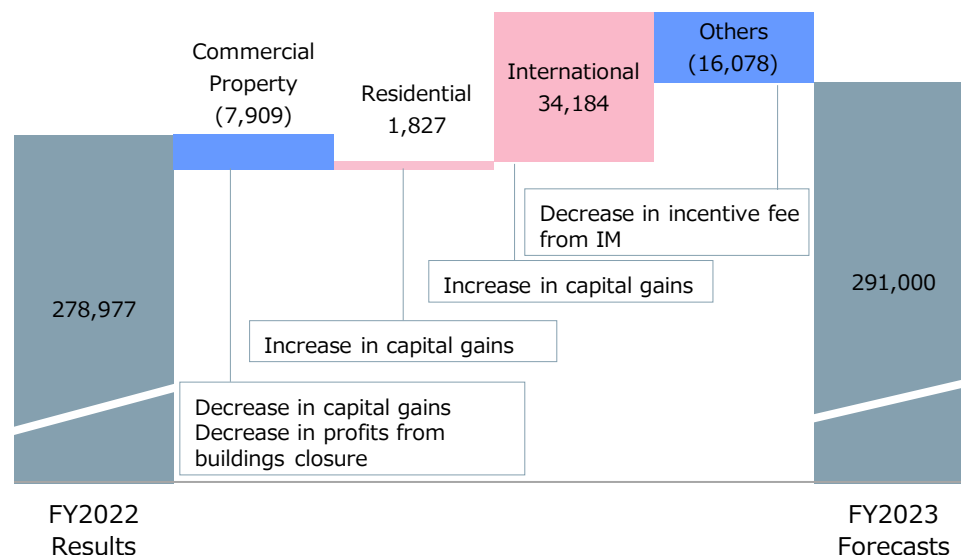 Commercial
Property
(7,909)
Residential
1,827
International
34,184
Others
(16,078)
Decrease in incentive fee
from IM
Increase in capital gains
Increase in capital gains
Decrease in capital gains
Decrease in profits from
buildings closure
278,977
291,000
FY2022
Results
FY2023
Forecasts